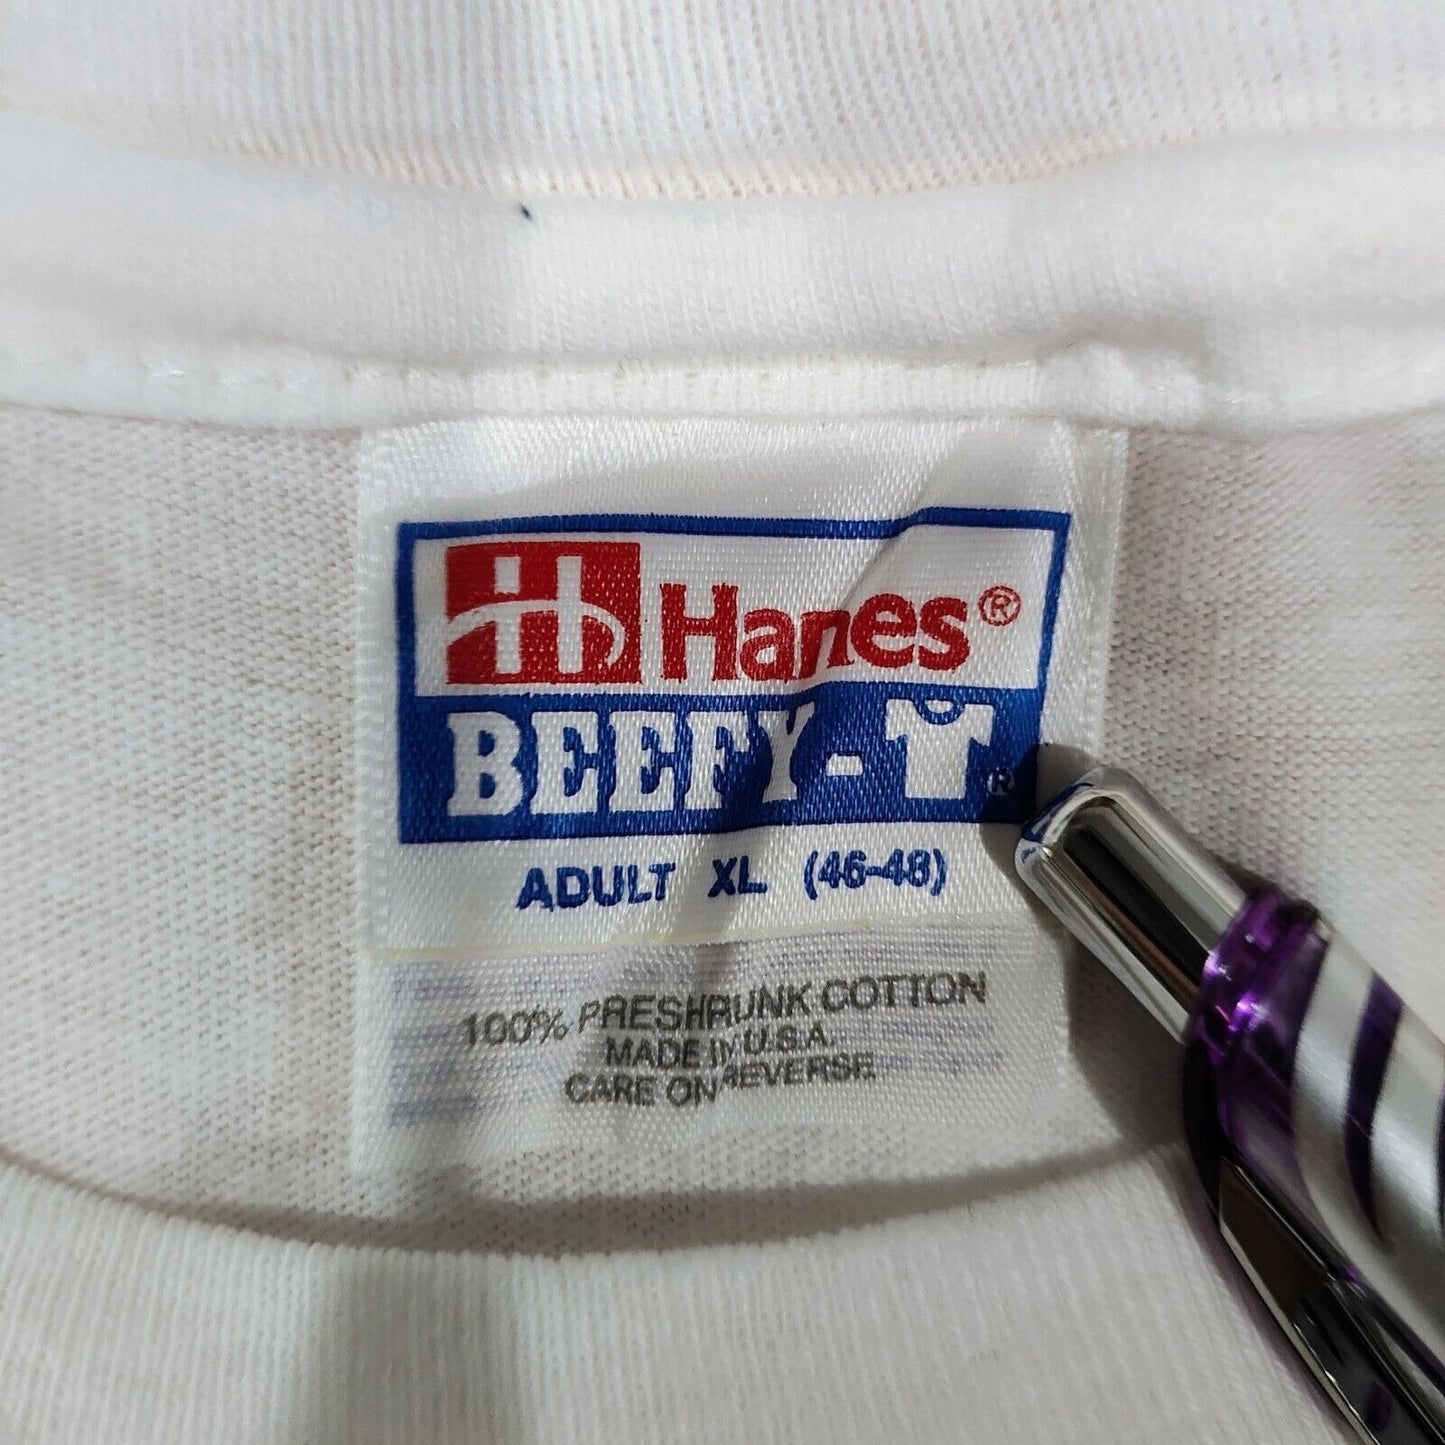 Hanes®
BEEFY-T®
ADULT XL (46-48)
100% PRESHRUNK COTTON
MADE IN U.S.A.
CARE ON REVERSE